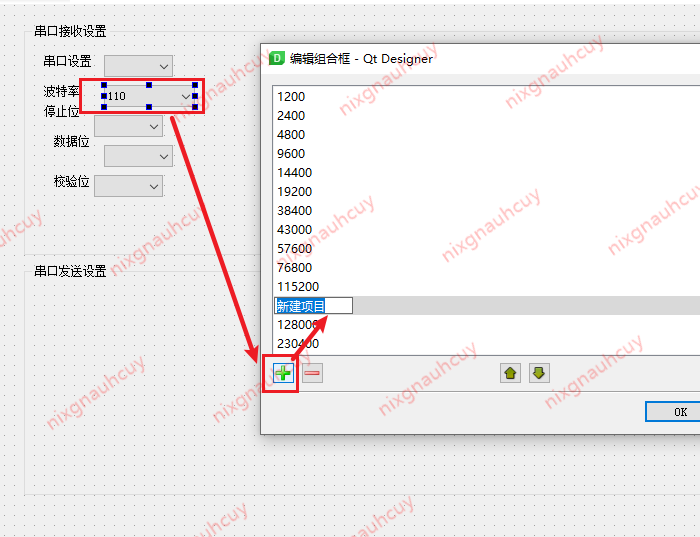 串口接收设置
串口设置
波特率
110
停止位
数据位
校验位
串口发送设置
编辑组合框 - Qt Designer
1200
2400
4800
9600
14400
19200
38400
43000
57600
76800
115200
新建项目
128000
230400
OK
nixgnauhcuy
nixgnauhcuy
nixgnauhcuy
nixgnauhcuy
nixgnauhcuy
nixgnauhcuy
nixgnauhcuy
nixgnauhcuy
nixgnauhcuy
nixgnauhcuy
nixgnauhcuy
nixgnauhcuy